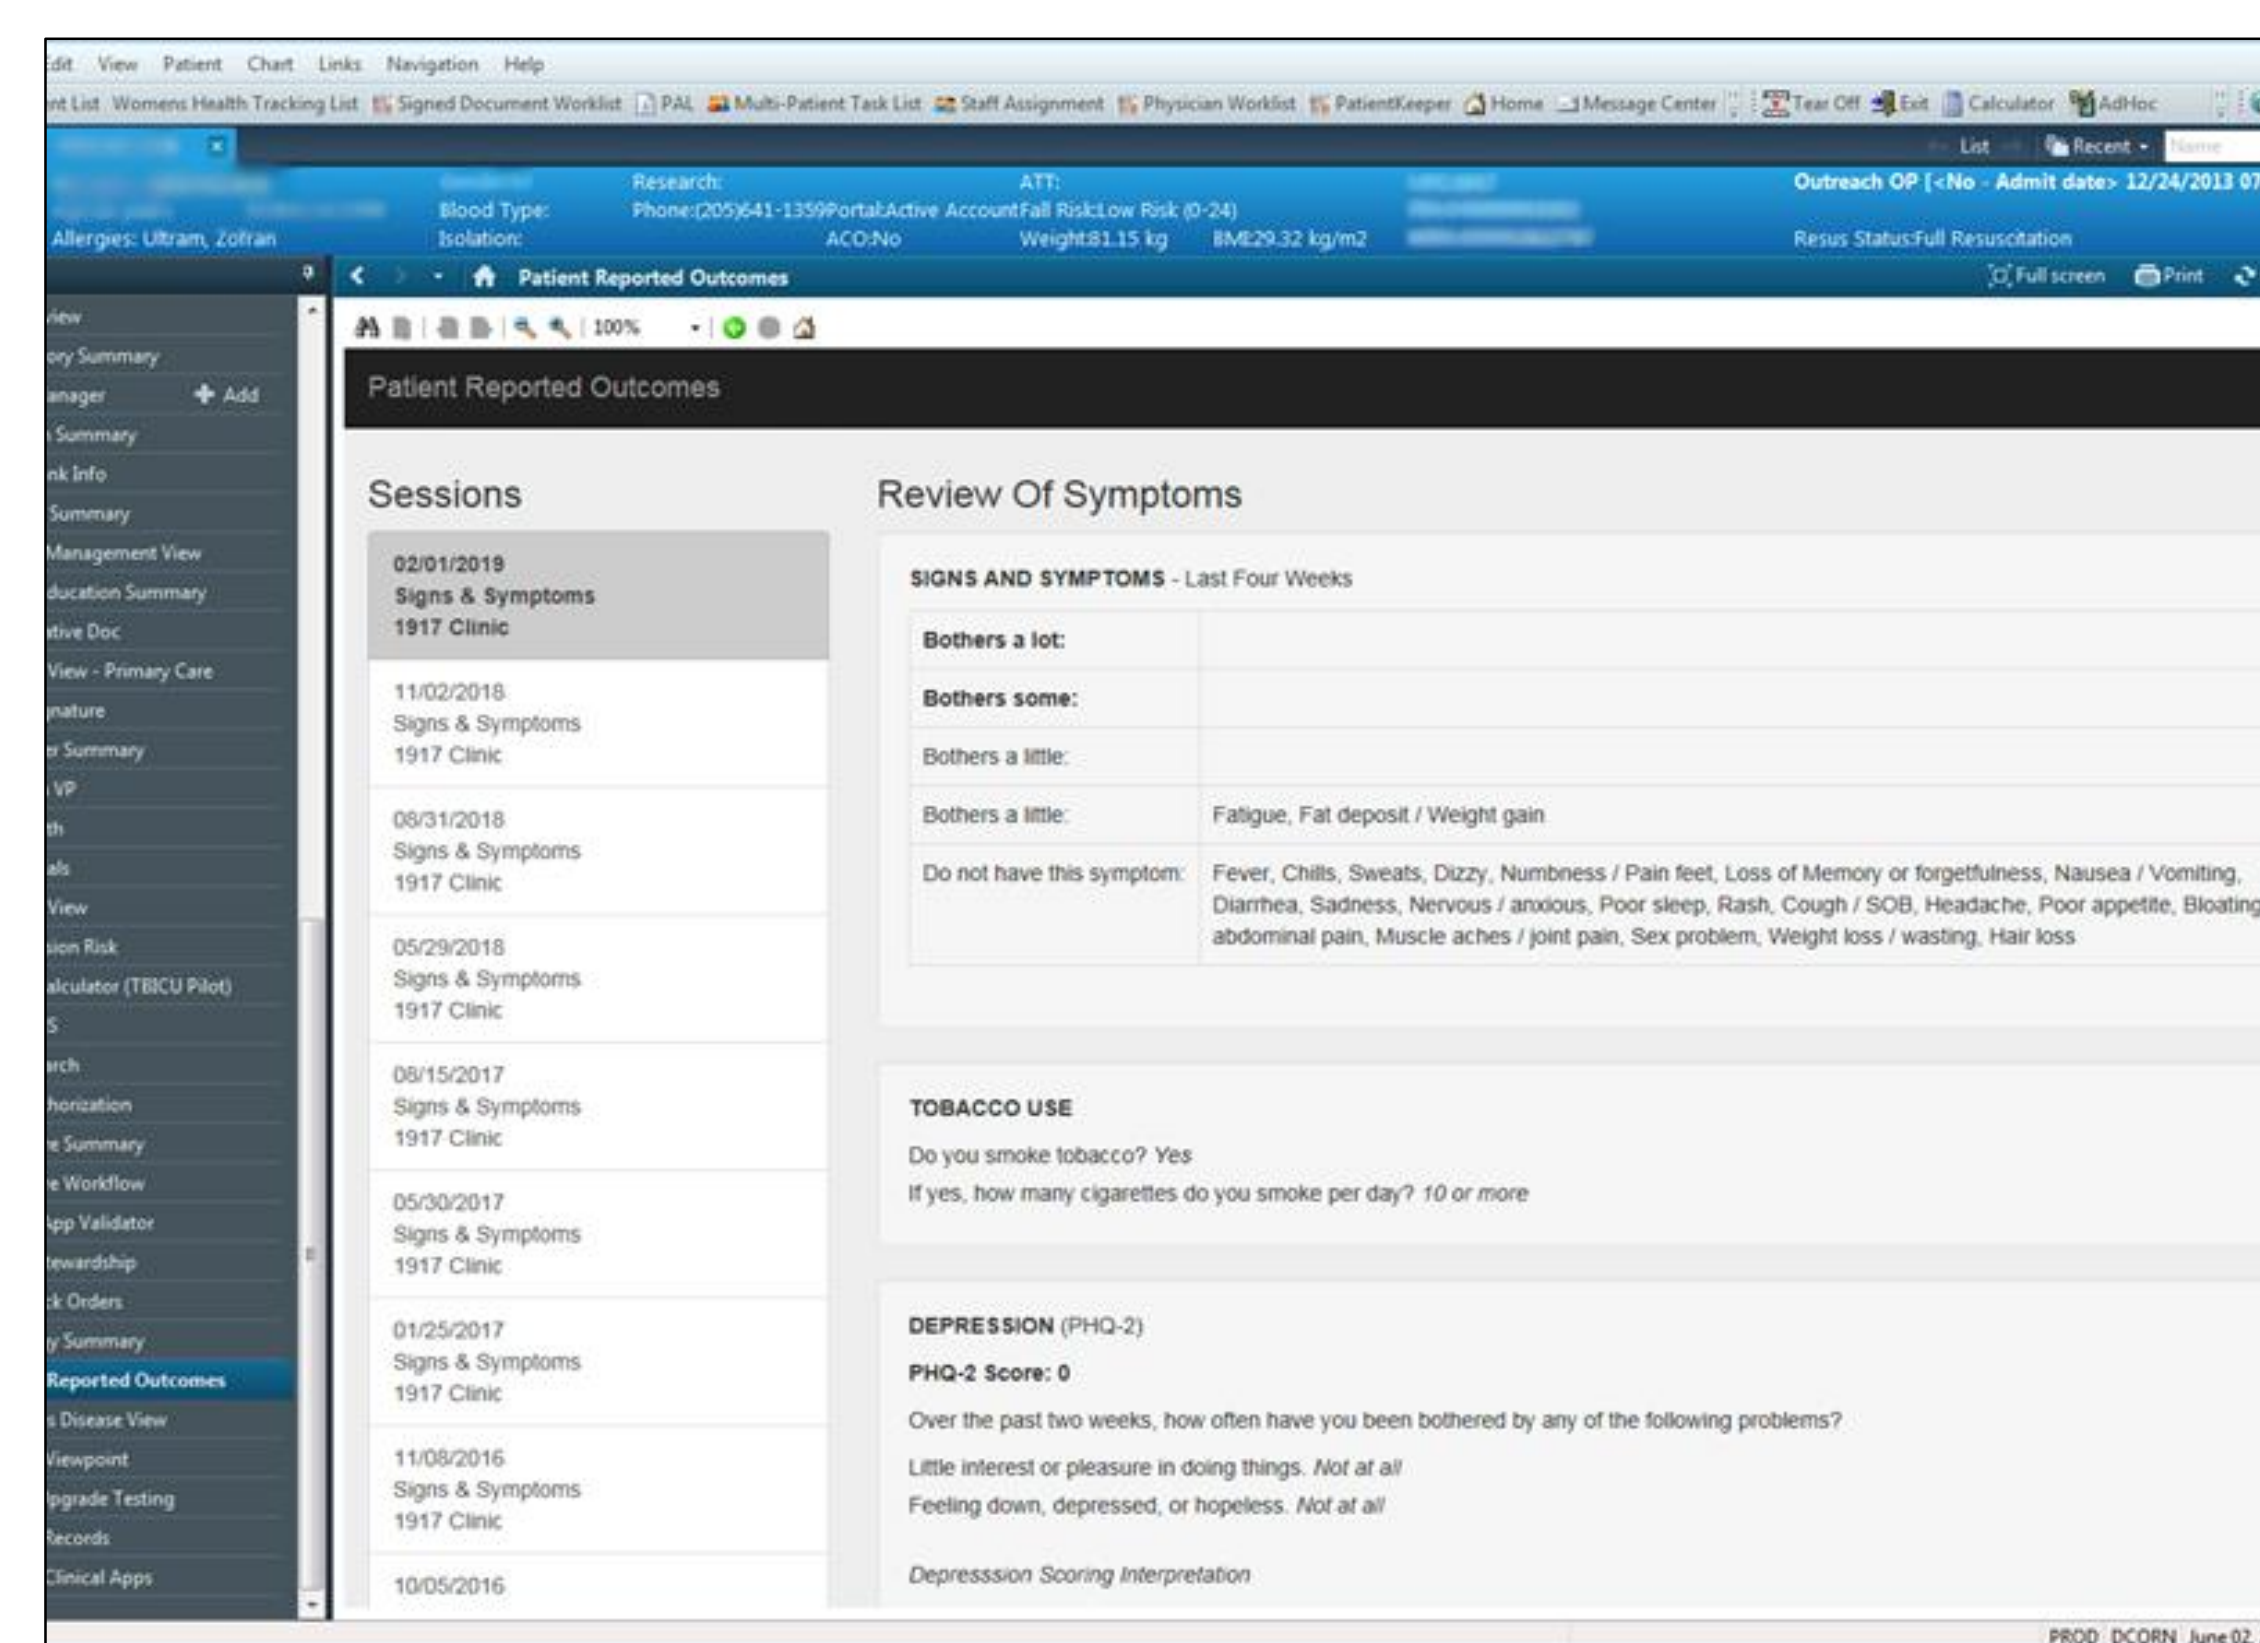 dit View Patient Chart Links Navigation Help
nt List Womens Health Tracking List Signed Document Worklist PAL Multi-Patient Task List Staff Assignment Physician Worklist PatientKeeper Home Message Center Tear Off Exit Calculator AdHoc
List Recent Name
Research: ATT: Outreach OP [<No - Admit date> 12/24/2013 07
Blood Type: Phone:(205)641-1359 Portal:Active Account Fall Risk:Low Risk (0-24)
Allergies: Ultram, Zofran Isolation: ACO:No Weight:81.15 kg BMI:29.32 kg/m2 Resus Status:Full Resuscitation
Patient Reported Outcomes Full screen Print
100%
Patient Reported Outcomes
view
ory Summary
anager Add
Summary
nk Info
Summary
Management View
ducation Summary
ative Doc
View - Primary Care
gnature
er Summary
VP
th
als
View
sion Risk
alculator (TBICU Pilot)
S
arch
horization
re Summary
e Workflow
App Validator
tewardship
ck Orders
y Summary
Reported Outcomes
s Disease View
Viewpoint
pgrade Testing
Records
Clinical Apps
Sessions
02/01/2019
Signs & Symptoms
1917 Clinic
11/02/2018
Signs & Symptoms
1917 Clinic
08/31/2018
Signs & Symptoms
1917 Clinic
05/29/2018
Signs & Symptoms
1917 Clinic
08/15/2017
Signs & Symptoms
1917 Clinic
05/30/2017
Signs & Symptoms
1917 Clinic
01/25/2017
Signs & Symptoms
1917 Clinic
11/08/2016
Signs & Symptoms
1917 Clinic
10/05/2016
Review Of Symptoms
SIGNS AND SYMPTOMS - Last Four Weeks
Bothers a lot:
Bothers some:
Bothers a little:
Bothers a little: Fatigue, Fat deposit / Weight gain
Do not have this symptom: Fever, Chills, Sweats, Dizzy, Numbness / Pain feet, Loss of Memory or forgetfulness, Nausea / Vomiting,
Diarrhea, Sadness, Nervous / anxious, Poor sleep, Rash, Cough / SOB, Headache, Poor appetite, Bloating
abdominal pain, Muscle aches / joint pain, Sex problem, Weight loss / wasting, Hair loss
TOBACCO USE
Do you smoke tobacco? Yes
If yes, how many cigarettes do you smoke per day? 10 or more
DEPRESSION (PHQ-2)
PHQ-2 Score: 0
Over the past two weeks, how often have you been bothered by any of the following problems?
Little interest or pleasure in doing things. Not at all
Feeling down, depressed, or hopeless. Not at all
Depresssion Scoring Interpretation
PROD DCORN June 02,